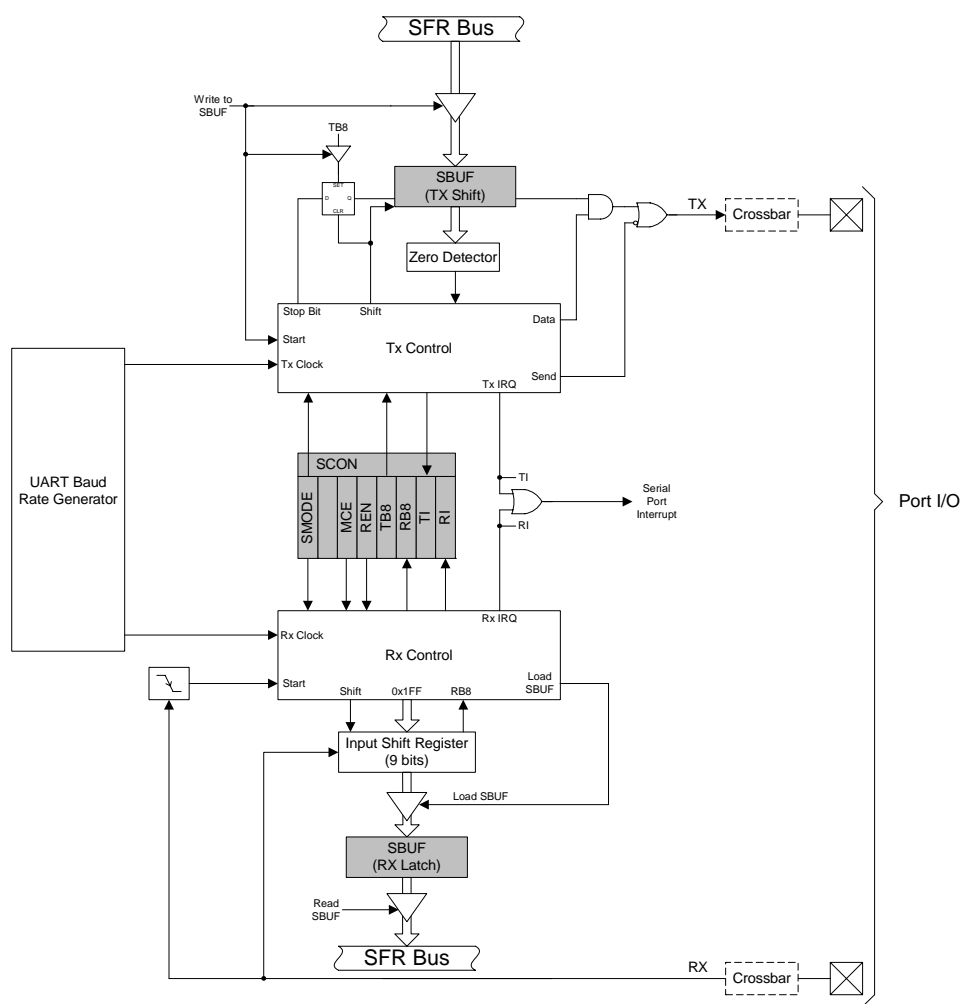 SFR Bus
Write to
SBUF
TB8
SET
D
Q
CLR
SBUF
(TX Shift)
TX
Crossbar
Zero Detector
Stop Bit
Shift
Data
Start
Tx Control
Tx Clock
Send
Tx IRQ
UART Baud
Rate Generator
SCON
SMODE
MCE
REN
TB8
RB8
TI
RI
TI
RI
Serial
Port
Interrupt
Port I/O
Rx IRQ
Rx Clock
Rx Control
Start
Load
SBUF
Shift
0x1FF
RB8
Input Shift Register
(9 bits)
Load SBUF
SBUF
(RX Latch)
Read
SBUF
SFR Bus
RX
Crossbar